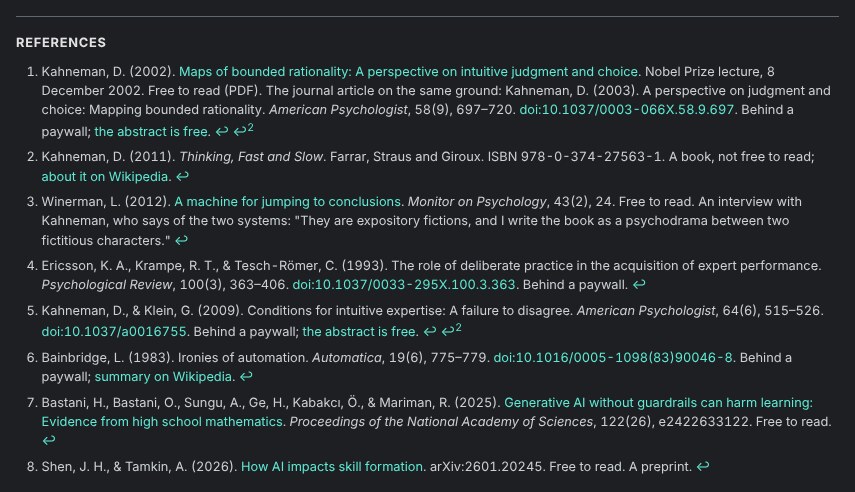 REFERENCES
1. Kahneman, D. (2002). Maps of bounded rationality: A perspective on intuitive judgment and choice. Nobel Prize lecture, 8
December 2002. Free to read (PDF). The journal article on the same ground: Kahneman, D. (2003). A perspective on judgment and
choice: Mapping bounded rationality. American Psychologist, 58(9), 697–720. doi:10.1037/0003-066X.58.9.697. Behind a
paywall; the abstract is free. ↩ ↩2
2. Kahneman, D. (2011). Thinking, Fast and Slow. Farrar, Straus and Giroux. ISBN 978-0-374-27563-1. A book, not free to read;
about it on Wikipedia. ↩
3. Winerman, L. (2012). A machine for jumping to conclusions. Monitor on Psychology, 43(2), 24. Free to read. An interview with
Kahneman, who says of the two systems: "They are expository fictions, and I write the book as a psychodrama between two
fictitious characters." ↩
4. Ericsson, K. A., Krampe, R. T., & Tesch-Römer, C. (1993). The role of deliberate practice in the acquisition of expert performance.
Psychological Review, 100(3), 363–406. doi:10.1037/0033-295X.100.3.363. Behind a paywall. ↩
5. Kahneman, D., & Klein, G. (2009). Conditions for intuitive expertise: A failure to disagree. American Psychologist, 64(6), 515–526.
doi:10.1037/a0016755. Behind a paywall; the abstract is free. ↩ ↩2
6. Bainbridge, L. (1983). Ironies of automation. Automatica, 19(6), 775–779. doi:10.1016/0005-1098(83)90046-8. Behind a
paywall; summary on Wikipedia. ↩
7. Bastani, H., Bastani, O., Sungu, A., Ge, H., Kabakcı, Ö., & Mariman, R. (2025). Generative AI without guardrails can harm learning:
Evidence from high school mathematics. Proceedings of the National Academy of Sciences, 122(26), e2422633122. Free to read.
↩
8. Shen, J. H., & Tamkin, A. (2026). How AI impacts skill formation. arXiv:2601.20245. Free to read. A preprint. ↩